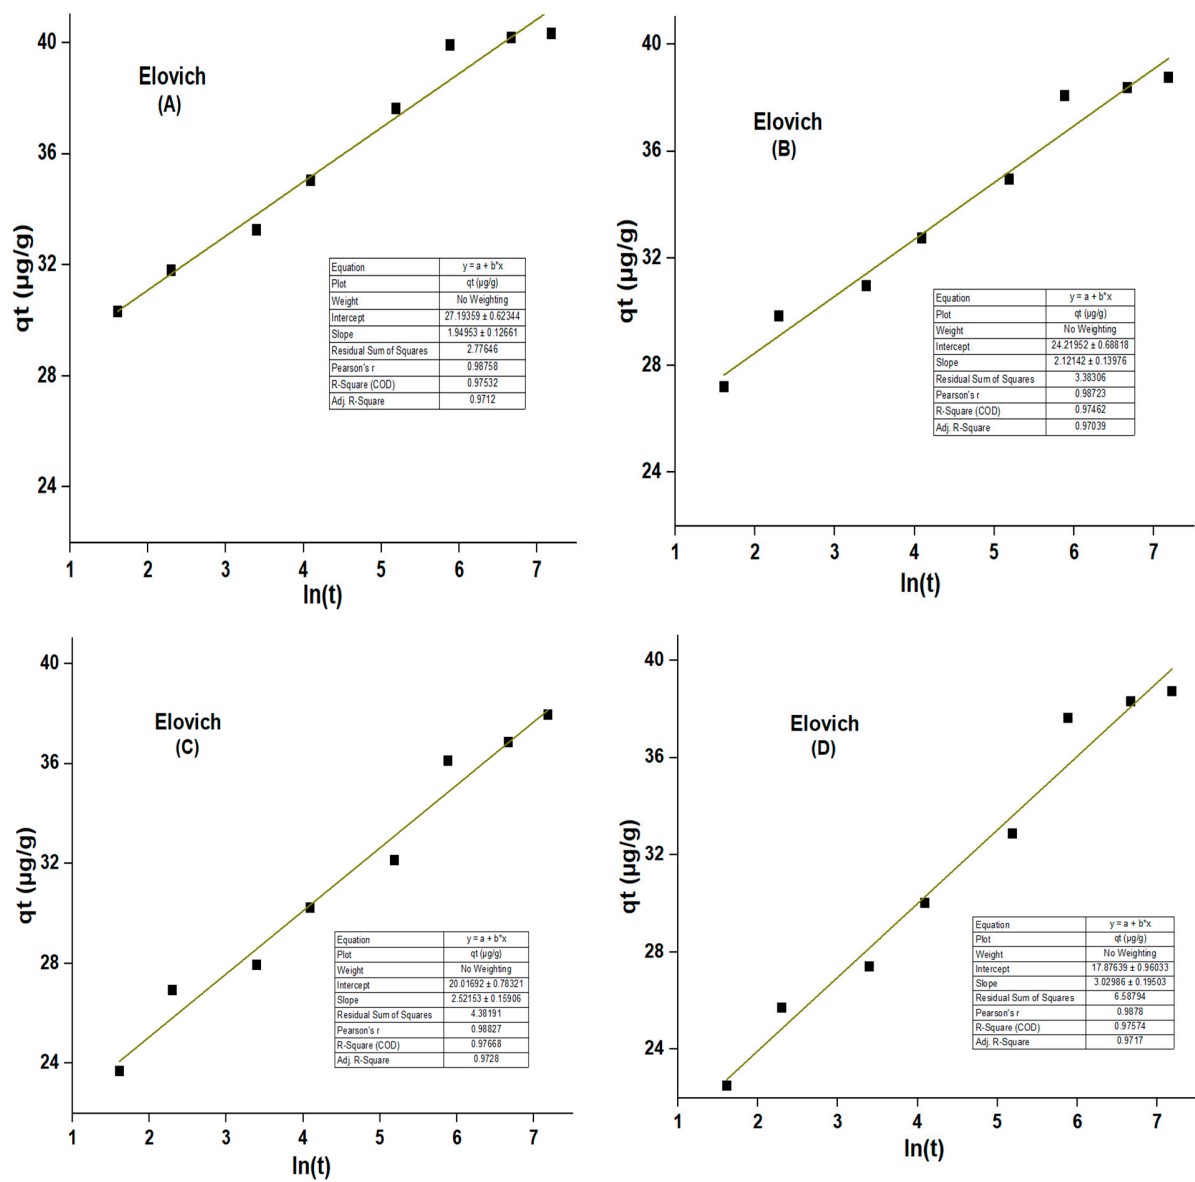 Elovich
(A)
40
36
32
28
24
qt (µg/g)
1 2 3 4 5 6 7
ln(t)
Equation y = a + b*x
Plot qt (µg/g)
Weight No Weighting
Intercept 27.19359 ± 0.62344
Slope 1.94953 ± 0.12661
Residual Sum of Squares 2.77646
Pearson's r 0.98758
R-Square (COD) 0.97532
Adj. R-Square 0.9712
Elovich
(B)
40
36
32
28
24
qt (µg/g)
1 2 3 4 5 6 7
ln(t)
Equation y = a + b*x
Plot qt (µg/g)
Weight No Weighting
Intercept 24.21952 ± 0.68818
Slope 2.12142 ± 0.13976
Residual Sum of Squares 3.38306
Pearson's r 0.98723
R-Square (COD) 0.97462
Adj. R-Square 0.97039
Elovich
(C)
40
36
32
28
24
qt (µg/g)
1 2 3 4 5 6 7
ln(t)
Equation y = a + b*x
Plot qt (µg/g)
Weight No Weighting
Intercept 20.01692 ± 0.78321
Slope 2.52153 ± 0.15906
Residual Sum of Squares 4.38191
Pearson's r 0.98827
R-Square (COD) 0.97668
Adj. R-Square 0.9728
Elovich
(D)
40
36
32
28
24
qt (µg/g)
1 2 3 4 5 6 7
ln(t)
Equation y = a + b*x
Plot qt (µg/g)
Weight No Weighting
Intercept 17.87639 ± 0.96033
Slope 3.02986 ± 0.19503
Residual Sum of Squares 6.58794
Pearson's r 0.9878
R-Square (COD) 0.97574
Adj. R-Square 0.9717